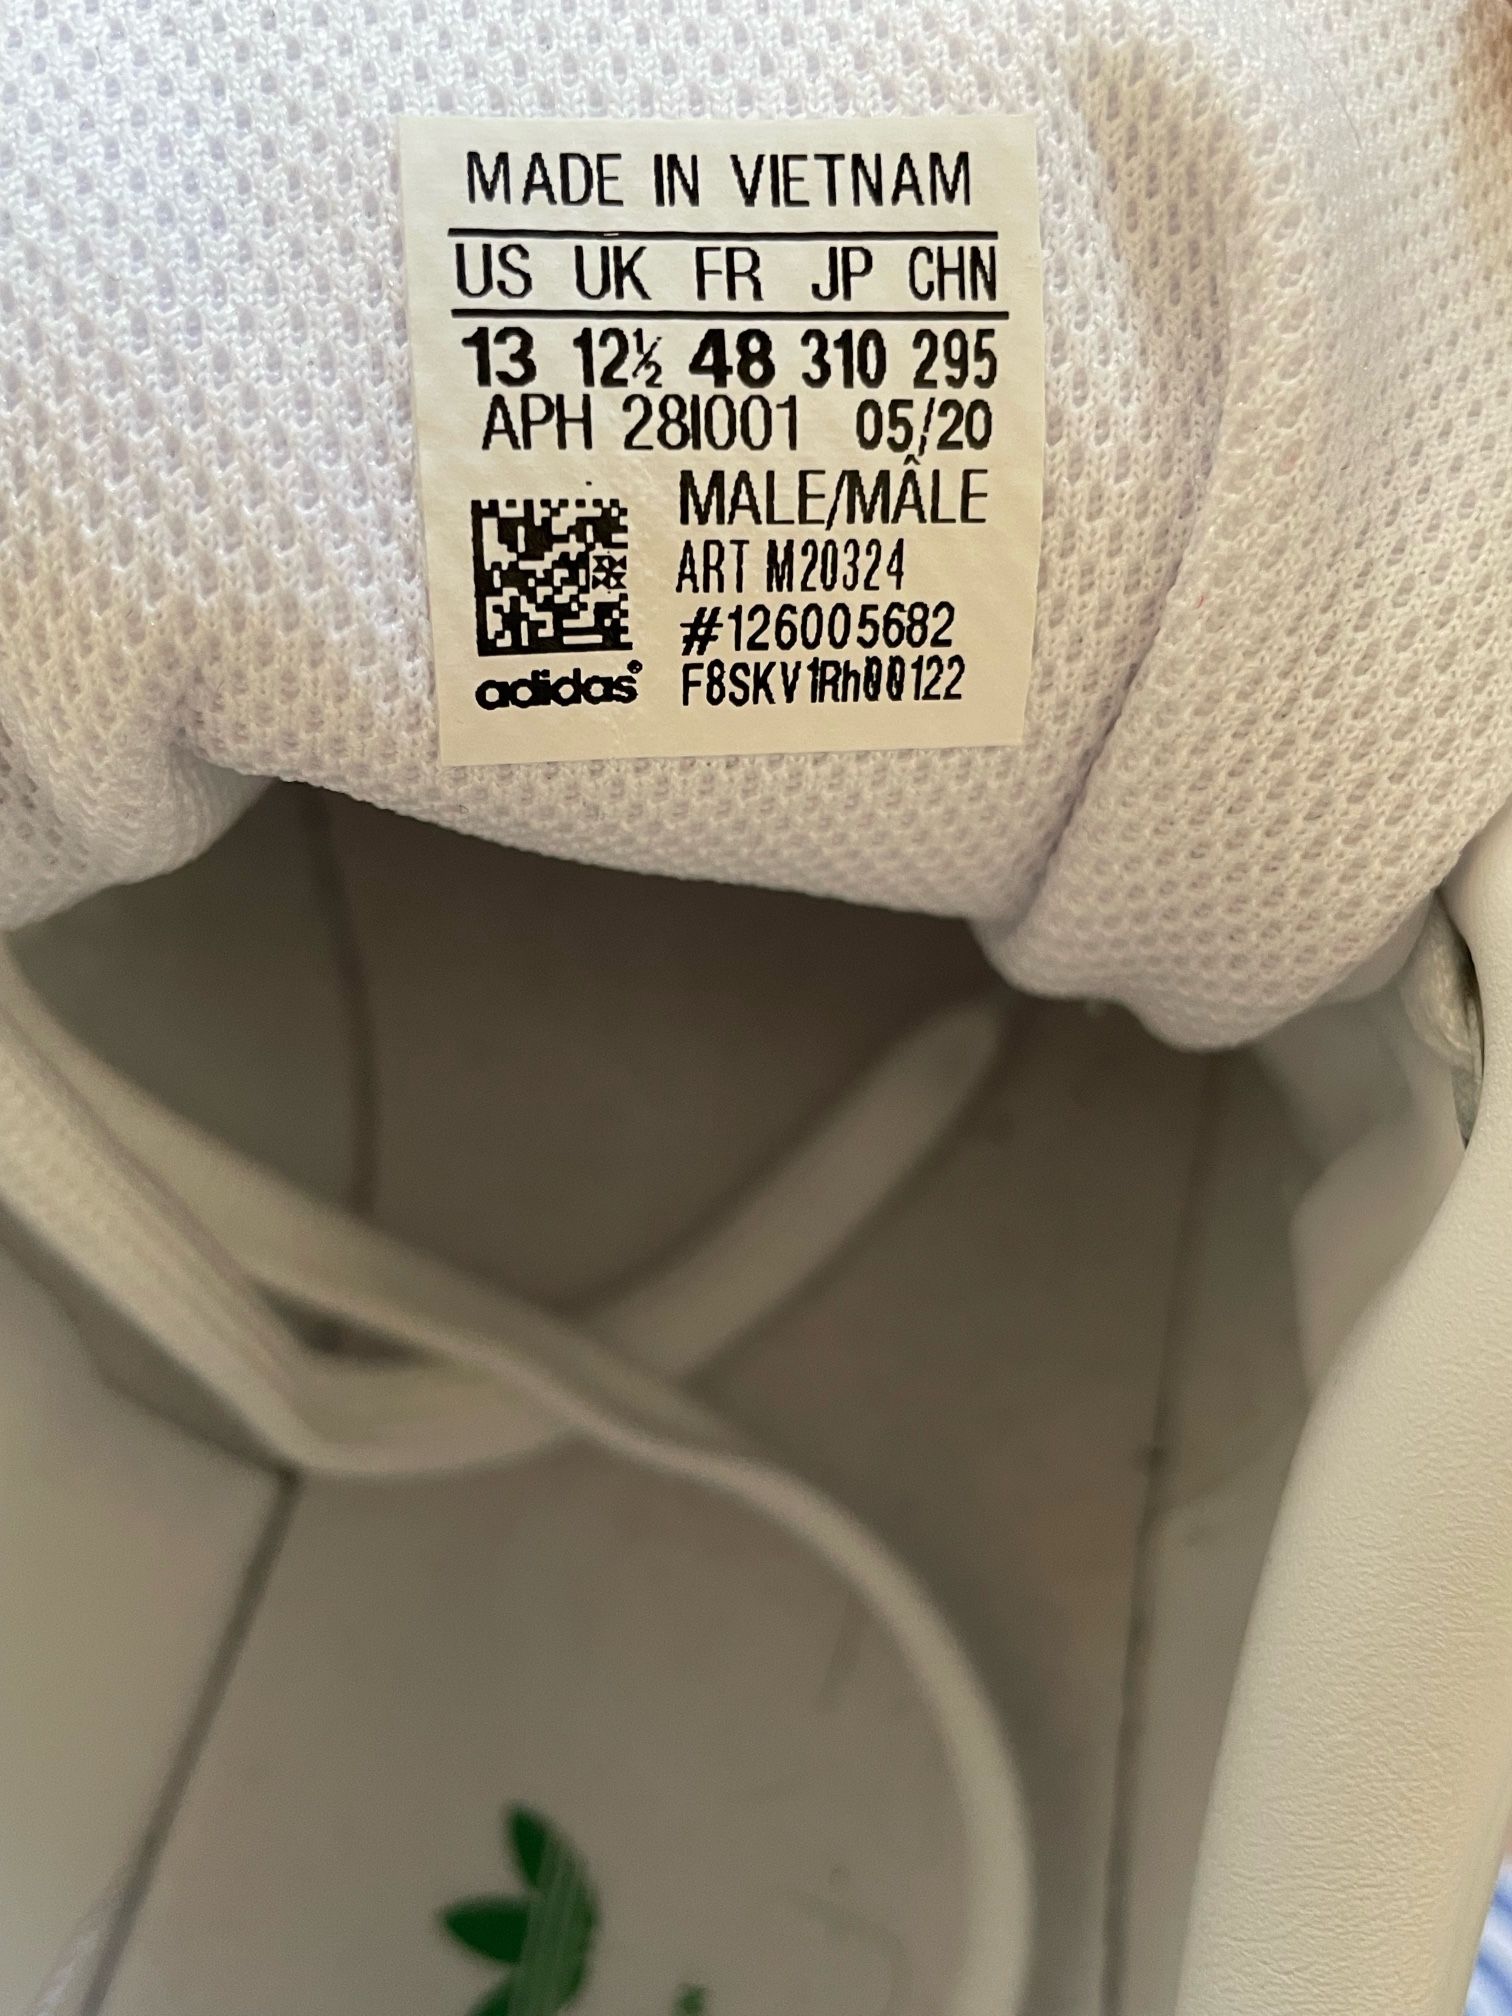 MADE IN VIETNAM
US UK FR JP CHN
13 12½ 48 310 295
APH 28I001 05/20
MALE/MÂLE
ART M20324
#126005682
F8SKV1Rh00122
adidas®